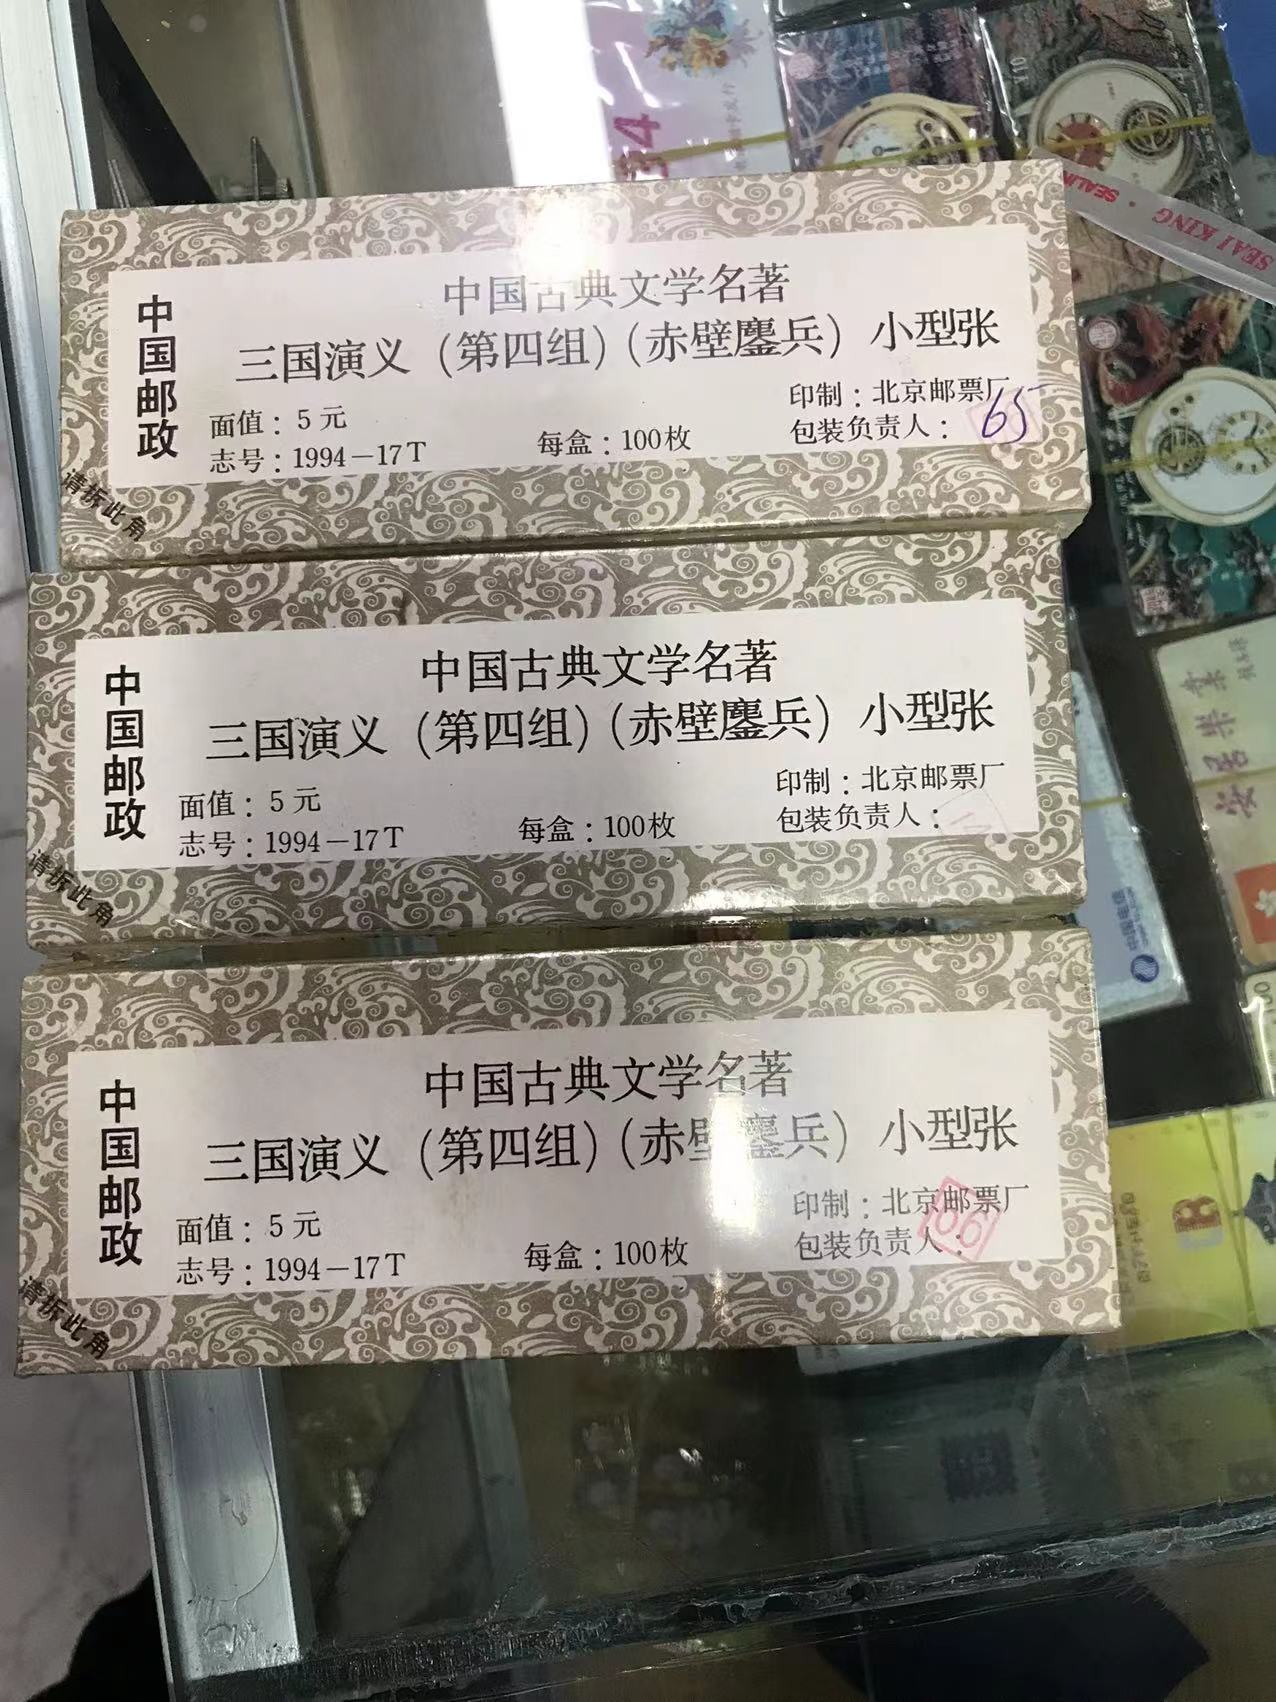 中国邮政
中国古典文学名著
三国演义（第四组）（赤壁鏖兵）小型张
面值：5元
志号：1994－17T
每盒：100枚
印制：北京邮票厂
包装负责人：
65
请拆此角
中国邮政
中国古典文学名著
三国演义（第四组）（赤壁鏖兵）小型张
面值：5元
志号：1994－17T
每盒：100枚
印制：北京邮票厂
包装负责人：
请拆此角
中国邮政
中国古典文学名著
三国演义（第四组）（赤壁鏖兵）小型张
面值：5元
志号：1994－17T
每盒：100枚
印制：北京邮票厂
包装负责人：
06
请拆此角
SEAL KING
中国电信
安居乐业